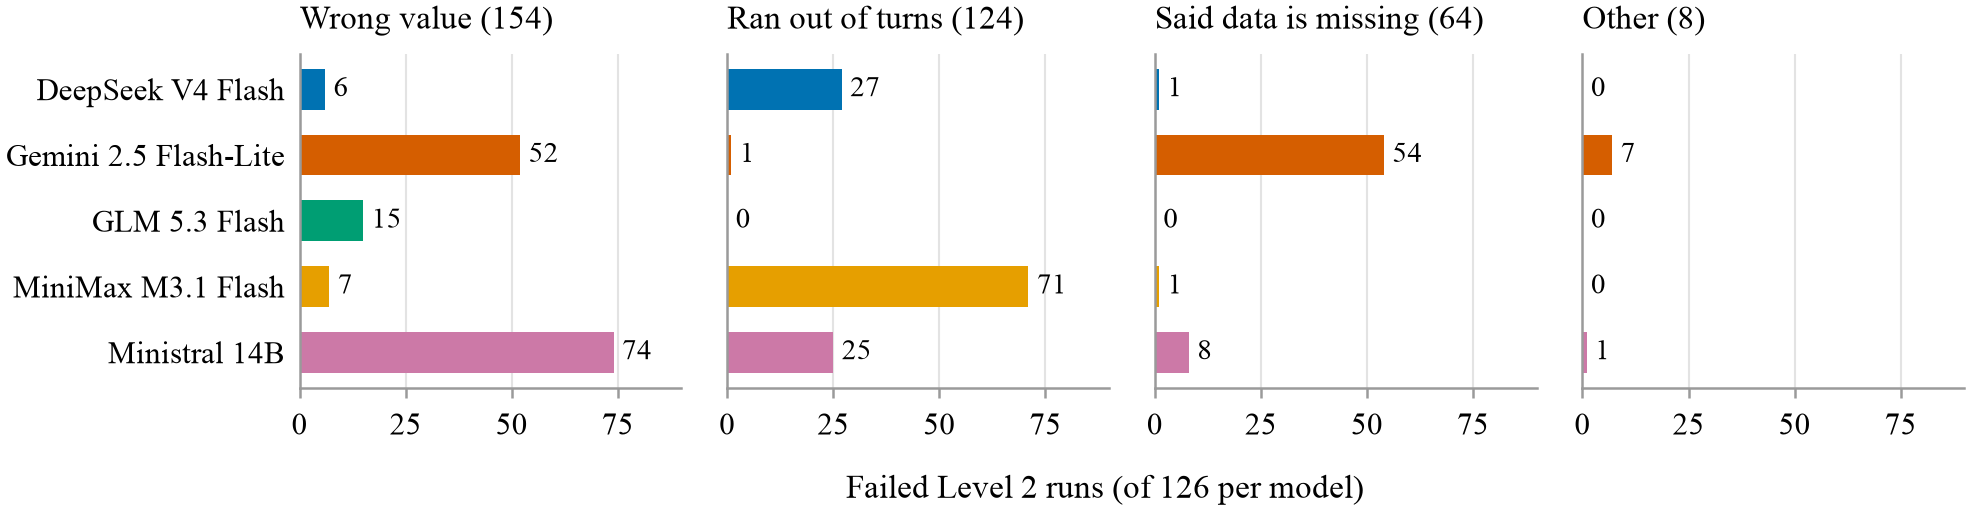 Wrong value (154)
Ran out of turns (124)
Said data is missing (64)
Other (8)
DeepSeek V4 Flash 6 27 1 0
Gemini 2.5 Flash-Lite 52 1 54 7
GLM 5.3 Flash 15 0 0 0
MiniMax M3.1 Flash 7 71 1 0
Ministral 14B 74 25 8 1
0 25 50 75 0 25 50 75 0 25 50 75 0 25 50 75
Failed Level 2 runs (of 126 per model)